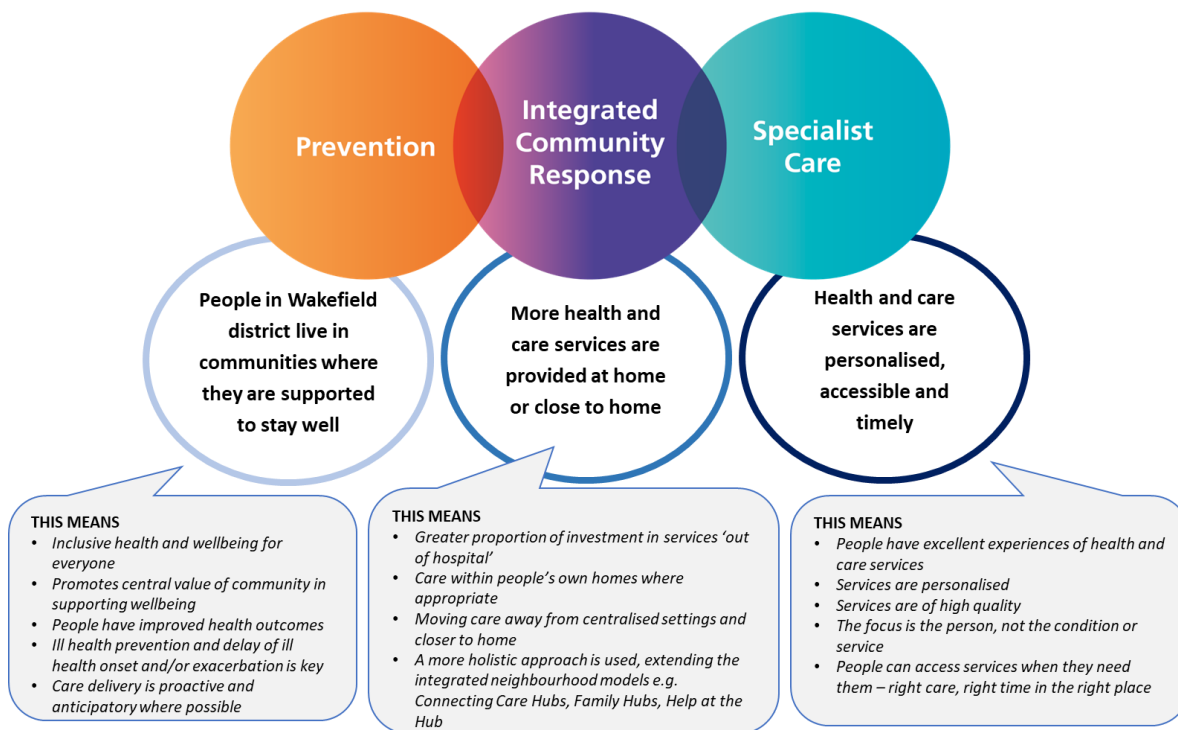 Prevention
Integrated
Community
Response
Specialist
Care
People in Wakefield
district live in
communities where
they are supported
to stay well
More health and
care services are
provided at home
or close to home
Health and care
services are
personalised,
accessible and
timely
THIS MEANS
• Inclusive health and wellbeing for
everyone
• Promotes central value of community in
supporting wellbeing
• People have improved health outcomes
• Ill health prevention and delay of ill
health onset and/or exacerbation is key
• Care delivery is proactive and
anticipatory where possible
THIS MEANS
• Greater proportion of investment in services ‘out
of hospital’
• Care within people’s own homes where
appropriate
• Moving care away from centralised settings and
closer to home
• A more holistic approach is used, extending the
integrated neighbourhood models e.g.
Connecting Care Hubs, Family Hubs, Help at the
Hub
THIS MEANS
• People have excellent experiences of health and
care services
• Services are personalised
• Services are of high quality
• The focus is the person, not the condition or
service
• People can access services when they need
them – right care, right time in the right place